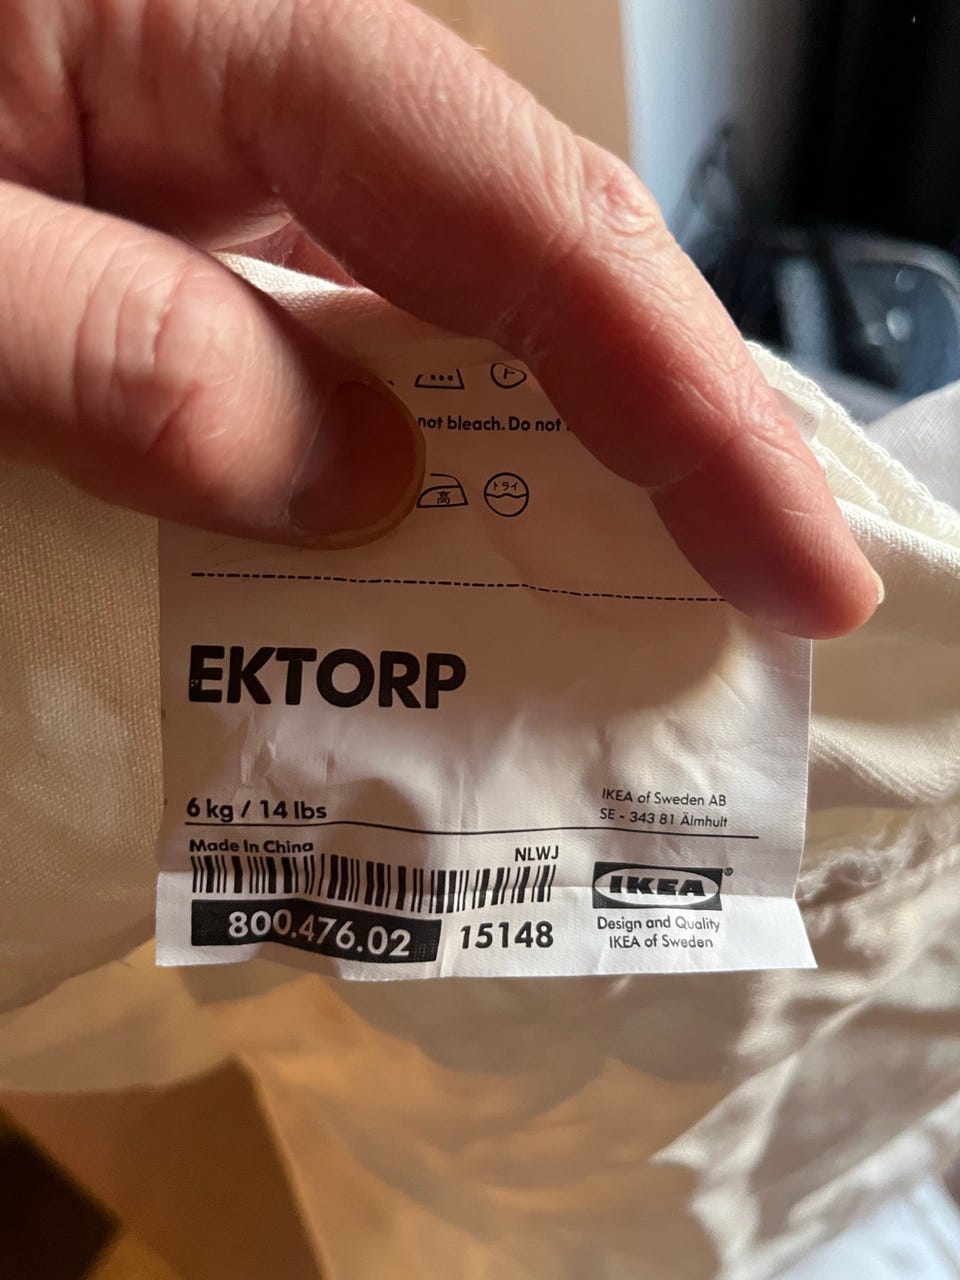 not bleach. Do not
高
トライ
EKTORP
6 kg / 14 lbs
IKEA of Sweden AB
SE - 343 81 Älmhult
Made In China
NLWJ
800.476.02
15148
IKEA®
Design and Quality
IKEA of Sweden